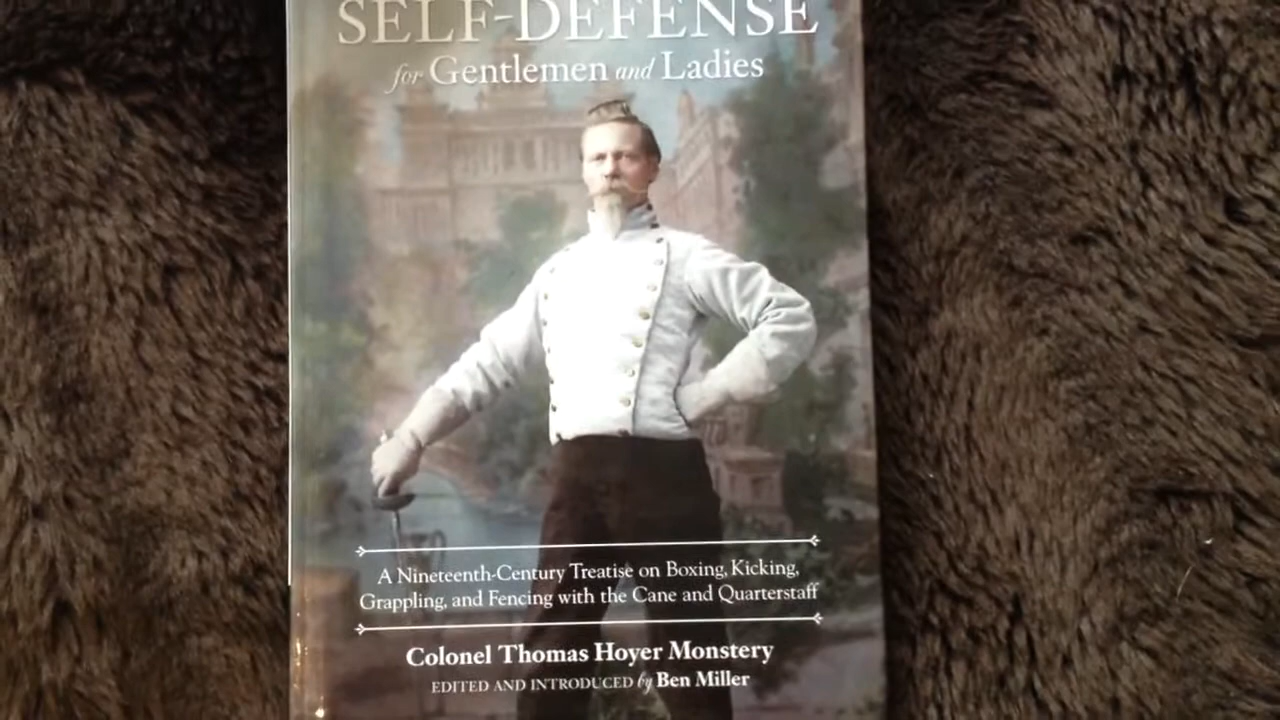 SELF-DEFENSE
for Gentlemen and Ladies
A Nineteenth-Century Treatise on Boxing, Kicking,
Grappling, and Fencing with the Cane and Quarterstaff
Colonel Thomas Hoyer Monstery
EDITED AND INTRODUCED by Ben Miller